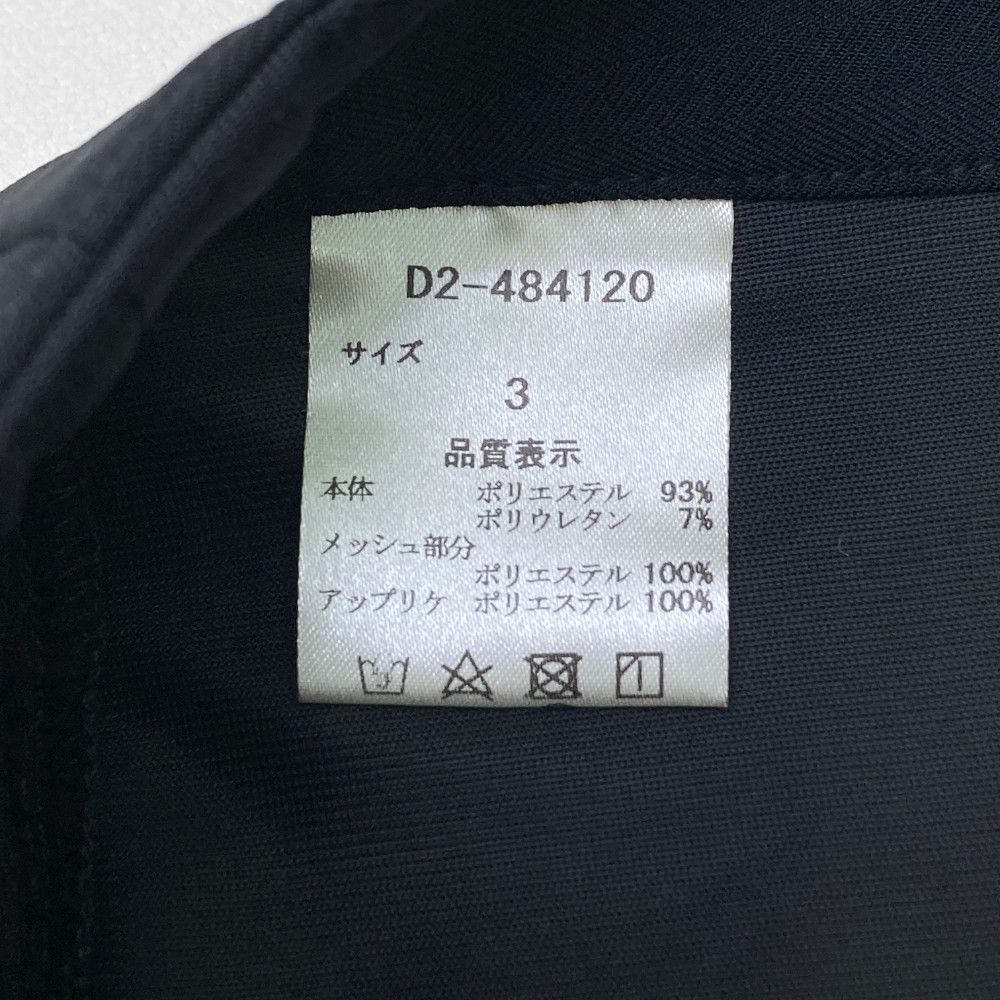 D2-484120
サイズ
3
品質表示
本体 ポリエステル 93%
ポリウレタン 7%
メッシュ部分
ポリエステル 100%
アップリケ ポリエステル 100%